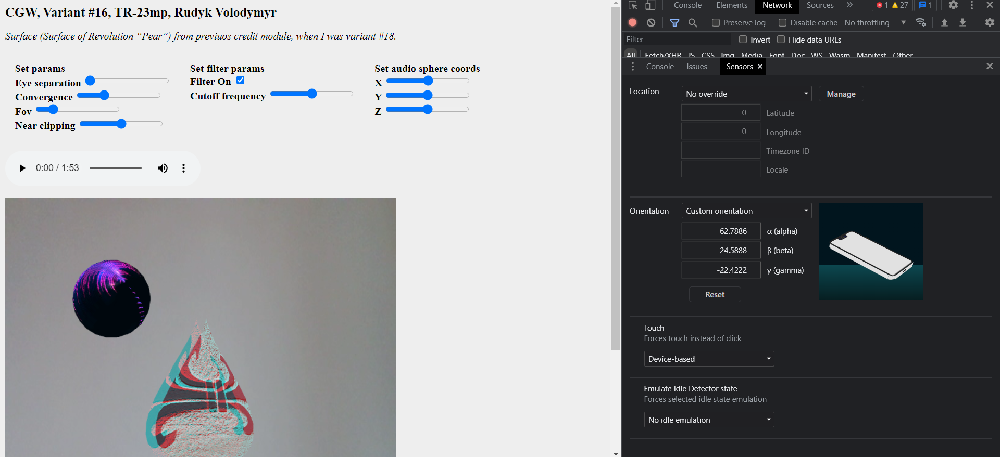 CGW, Variant #16, TR-23mp, Rudyk Volodymyr
Surface (Surface of Revolution “Pear”) from previuos credit module, when I was variant #18.
Set params
Eye separation
Convergence
Fov
Near clipping
Set filter params
Filter On
Cutoff frequency
Set audio sphere coords
X
Y
Z
0:00 / 1:53
Console Elements Network Sources » 1 27 1
Preserve log Disable cache No throttling
Filter Invert Hide data URLs
All Fetch/XHR JS CSS Img Media Font Doc WS Wasm Manifest Other
Console Issues Sensors
Location No override Manage
0 Latitude
0 Longitude
Timezone ID
Locale
Orientation Custom orientation
62.7886 α (alpha)
24.5888 β (beta)
-22.4222 γ (gamma)
Reset
Touch
Forces touch instead of click
Device-based
Emulate Idle Detector state
Forces selected idle state emulation
No idle emulation